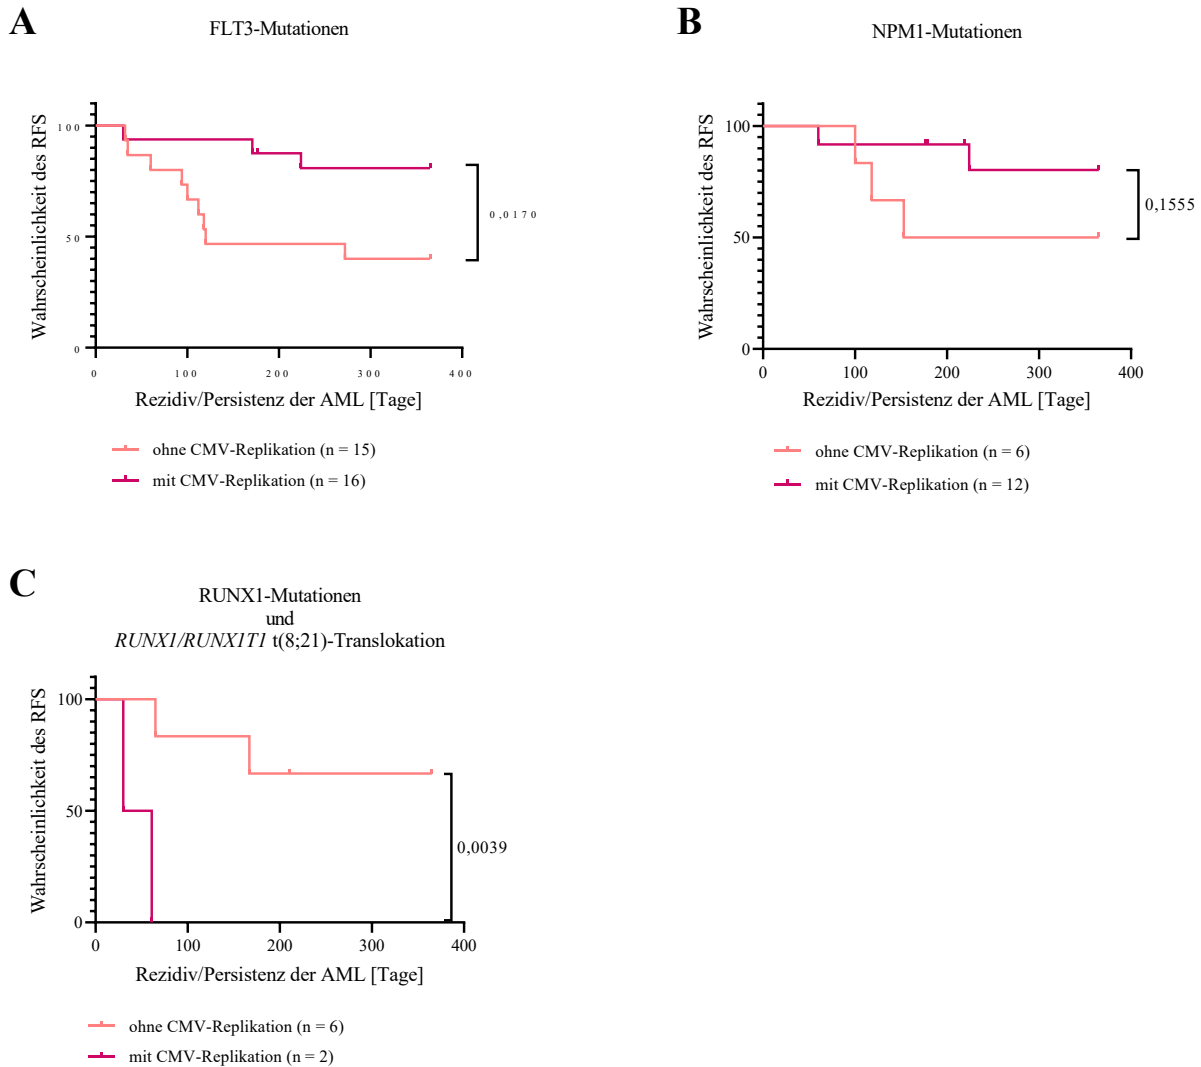 A
FLT3-Mutationen
Wahrscheinlichkeit des RFS
100
50
0
0 100 200 300 400
0,0170
Rezidiv/Persistenz der AML [Tage]
ohne CMV-Replikation (n = 15)
mit CMV-Replikation (n = 16)
B
NPM1-Mutationen
Wahrscheinlichkeit des RFS
100
50
0
0 100 200 300 400
0,1555
Rezidiv/Persistenz der AML [Tage]
ohne CMV-Replikation (n = 6)
mit CMV-Replikation (n = 12)
C
RUNX1-Mutationen
und
RUNX1/RUNX1T1 t(8;21)-Translokation
Wahrscheinlichkeit des RFS
100
50
0
0 100 200 300 400
0,0039
Rezidiv/Persistenz der AML [Tage]
ohne CMV-Replikation (n = 6)
mit CMV-Replikation (n = 2)